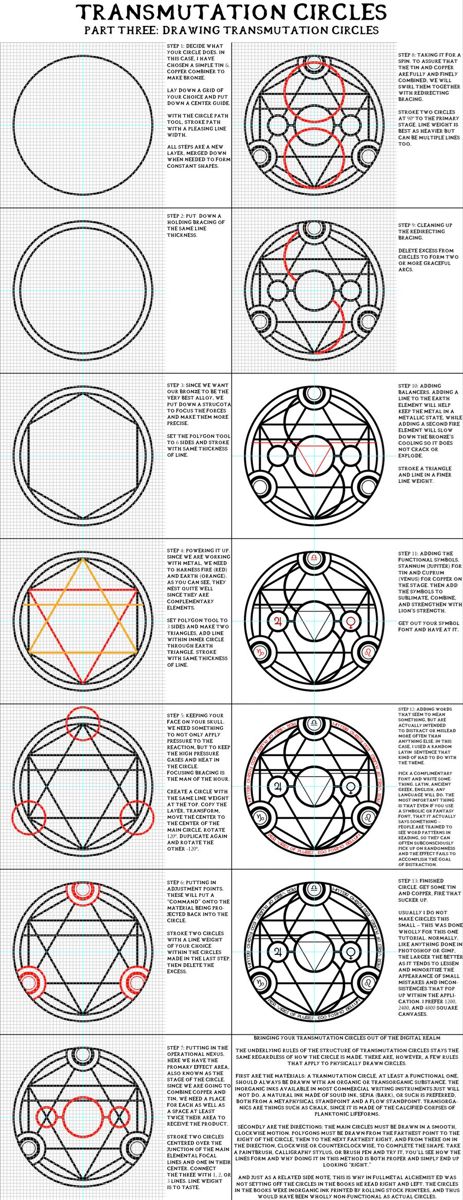 TRANSMUTATION CIRCLES
PART THREE: DRAWING TRANSMUTATION CIRCLES
STEP 1: DECIDE WHAT
YOUR CIRCLE DOES. IN
THIS CASE, I HAVE
CHOSEN A SIMPLE TIN &
COPPER COMBINER TO
MAKE BRONZE.
LAY DOWN A GRID OF
YOUR CHOICE AND PUT
DOWN A CENTER GUIDE.
WITH THE CIRCLE PATH
TOOL, STROKE PATH
WITH A PLEASING LINE
WIDTH.
ALL STEPS ARE A NEW
LAYER, MERGED DOWN
WHEN NEEDED TO FORM
CONSTANT SHAPES.
STEP 2: PUT DOWN A
HOLDING BRACING OF
THE SAME LINE
THICKNESS.
STEP 3: SINCE WE WANT
OUR BRONZE TO BE THE
VERY BEST ALLOY, WE
PUT DOWN A STRUCOTA
TO FOCUS THE FORCES
AND MAKE THEM MORE
PRECISE.
SET THE POLYGON TOOL
TO 6 SIDES AND STROKE
WITH SAME THICKNESS
OF LINE.
STEP 4: POWERING IT UP
SINCE WE ARE WORKING
WITH METAL, WE NEED
TO HARNESS FIRE (RED)
AND EARTH (ORANGE).
AS YOU CAN SEE, THEY
NEST QUITE WELL
SINCE THEY ARE
COMPLEMENTARY
ELEMENTS.
SET POLYGON TOOL TO
3 SIDES AND MAKE TWO
TRIANGLES, ADD LINE
WITHIN INNER CIRCLE
THROUGH EARTH
TRIANGLE. STROKE
WITH SAME THICKNESS
OF LINE.
STEP 5: KEEPING YOUR
FACE ON YOUR SKULL.
WE NEED SOMETHING
TO NOT ONLY APPLY
PRESSURE TO THE
REACTION, BUT TO KEEP
THE HIGH PRESSURE
GASES AND HEAT IN
THE CIRCLE.
FOCUSING BRACING IS
THE MAN OF THE HOUR.
CREATE A CIRCLE WITH
THE SAME LINE WEIGHT
AT THE TOP. COPY THE
LAYER, TRANSFORM,
MOVE THE CENTER TO
THE CENTER OF THE
MAIN CIRCLE, ROTATE
120°. DUPLICATE AGAIN
AND ROTATE THE
OTHER -120°.
STEP 6: PUTTING IN
ADJUSTMENT POINTS.
THESE WILL PUT A
"COMMAND" ONTO THE
MATERIAL BEING PRO-
JECTED BACK INTO THE
CIRCLE.
STROKE TWO CIRCLES
WITH A LINE WEIGHT
OF YOUR CHOICE
WITHIN THE CIRCLES
MADE IN THE LAST STEP
THEN DELETE THE
EXCESS.
STEP 7: PUTTING IN THE
OPERATIONAL NEXUS.
HERE WE HAVE THE
PRIMARY EFFECT AREA,
ALSO KNOWN AS THE
STAGE OF THE CIRCLE.
SINCE WE ARE GOING TO
COMBINE COPPER AND
TIN, WE NEED A PLACE
FOR EACH AS WELL AS
A SPACE AT LEAST
TWICE THEIR AREA TO
RECEIVE THE PRODUCT.
STROKE TWO CIRCLES
CENTERED OVER THE
JUNCTION OF THE MAIN
ELEMENTAL FOCAL
LINES AND ONE IN THEIR
CENTER. CONNECT
THE THREE WITH 1, 2, OR
3 LINES. LINE WEIGHT
IS TO TASTE.
STEP 8: TAKING IT FOR A
SPIN. TO ASSURE THAT
THE TIN AND COPPER
ARE FULLY AND FINELY
COMBINED, WE WILL
SWIRL THEM TOGETHER
WITH REDIRECTING
BRACING.
STROKE TWO CIRCLES
AT 90° TO THE PRIMARY
STAGE. LINE WEIGHT IS
BEST AS HEAVIER BUT
CAN BE MULTIPLE LINES
TOO.
STEP 9: CLEANING UP
THE REDIRECTING
BRACING.
DELETE EXCESS FROM
CIRCLES TO FORM TWO
OR MORE GRACEFUL
ARCS.
STEP 10: ADDING
BALANCERS. ADDING A
LINE TO THE EARTH
ELEMENT WILL HELP
KEEP THE METAL IN A
METALLIC STATE, WHILE
ADDING A SECOND FIRE
ELEMENT WILL SLOW
DOWN THE BRONZE'S
COOLING SO IT DOES
NOT CRACK OR
EXPLODE.
STROKE A TRIANGLE
AND LINE IN A FINER
LINE WEIGHT.
STEP 11: ADDING THE
FUNCTIONAL SYMBOLS.
STANNUM (JUPITER) FOR
TIN AND CUPRUM
(VENUS) FOR COPPER ON
THE STAGE. THEN ADD
THE SYMBOLS TO
SUBLIMATE, COMBINE,
AND STRENGTHEN WITH
LION'S STRENGTH.
GET OUT YOUR SYMBOL
FONT AND HAVE AT IT.
STEP 12: ADDING WORDS
THAT SEEM TO MEAN
SOMETHING, BUT ARE
ACTUALLY INTENDED
TO DISTRACT OR MISLEAD
MORE OFTEN THAN
ANYTHING ELSE. IN THIS
CASE, I USED A RANDOM
LATIN SENTENCE THAT
KIND OF HAD TO DO WITH
THE THEME.
PICK A COMPLIMENTARY
FONT AND WRITE SOME-
THING. LATIN, ANCIENT
GREEK, ENGLISH, ANY
LANGUAGE WILL DO. THE
MOST IMPORTANT THING
IS THAT EVEN IF YOU USE
A SYMBOLIC OR FANTASY
FONT, THAT IT ACTUALLY
SAYS SOMETHING -
PEOPLE ARE TRAINED
TO SEE WORD PATTERNS IN
READING, SO THEY CAN
OFTEN SUBCONSCIOUSLY
PICK UP ON RANDOMNESS
AND THE EFFECT FAILS TO
ACCOMPLISH THE GOAL
OF DISTRACTION.
STEP 13: FINISHED
CIRCLE. GET SOME TIN
AND COPPER, FIRE THAT
SUCKER UP.
USUALLY I DO NOT
MAKE CIRCLES THIS
SMALL - THIS WAS DONE
WHOLLY FOR THIS ONE
TUTORIAL. NORMALLY,
LIKE ANYTHING DONE IN
PHOTOSHOP OR GIMP,
THE LARGER THE BETTER
AS IT TENDS TO LESSEN
AND MINORITIZE THE
APPEARANCE OF SMALL
MISTAKES AND INCON-
SISTENCIES THAT POP
UP WITHIN THE APPLI-
CATION. I PREFER 1200,
2400, AND 4800 SQUARE
CANVASES.
BRINGING YOUR TRANSMUTATION CIRCLES OUT OF THE DIGITAL REALM
THE UNDERLYING RULES OF THE STRUCTURE OF TRANSMUTATION CIRCLES STAYS THE
SAME REGARDLESS OF HOW THE CIRCLE IS MADE. THERE ARE, HOWEVER, A FEW RULES
THAT APPLY TO PHYSICALLY DRAWN CIRCLES.
FIRST ARE THE MATERIALS: A TRANMUTATION CIRCLE, AT LEAST A FUNCTIONAL ONE,
SHOULD ALWAYS BE DRAWN WITH AN ORGANIC OR TRANSORGANIC SUBSTANCE. THE
INORGANIC INKS AVAILABLE IN MOST COMMERCIAL WRITING INSTRUMENTS JUST WILL
NOT DO. A NATURAL INK MADE OF SQUID INK, SEPIA (BARK), OR SUCH IS PREFERRED,
BOTH FROM A METAPHYSICAL STANDPOINT AND A FLOW STANDPOINT. TRANSORGA-
NICS ARE THINGS SUCH AS CHALK, SINCE IT IS MADE OF THE CALCIFIED CORPSES OF
PLANKTONIC LIFEFORMS.
SECONDLY ARE THE DIRECTIONS; THE MAIN CIRCLES MUST BE DRAWN IN A SMOOTH,
CLOCKWISE MOTION. POLYGONS MUST BE DRAWN FROM THE FARTHEST POINT TO THE
RIGHT OF THE CIRCLE, THEN TO THE NEXT FARTHEST RIGHT, AND FROM THERE ON IN
THE DIRECTION, CLOCKWISE OR COUNTERCLOCKWISE, TO COMPLETE THE SHAPE. TAKE
A PAINTBRUSH, CALIGRAPHY STYLUS, OR BRUSH PEN AND TRY IT. YOU'LL SEE HOW THE
LINES FORM AND WHY DOING IT IN THIS METHOD IS BOTH PROPER AND SIMPLY END UP
LOOKING "RIGHT."
AND JUST AS A RELATED SIDE NOTE, THIS IS WHY IN FULLMETAL ALCHEMIST ED WAS
NOT SETTING OFF THE CIRCLES IN THE BOOKS HE READ RIGHT AND LEFT. THE CIRCLES
IN THE BOOKS WERE INORGANIC INK PRINTED BY ROLLING STOCK PRINTERS, AND THIS
WOULD HAVE BEEN WHOLLY NON-FUNCTIONAL AS ACTUAL CIRCLES.